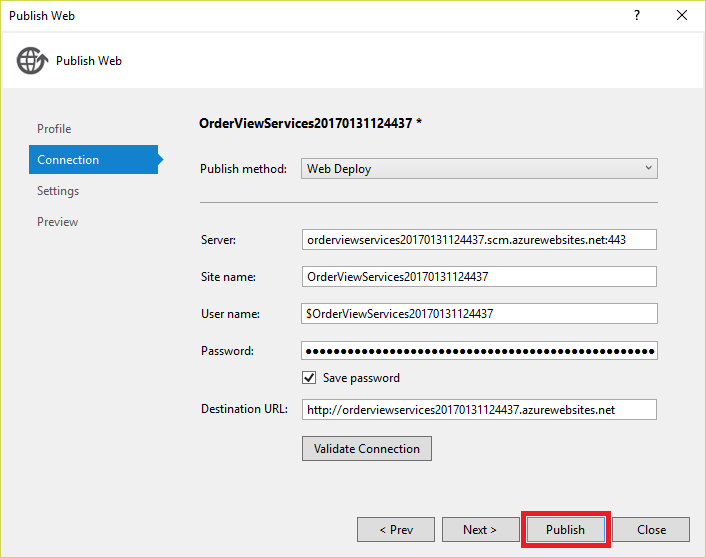 Publish Web
?
Publish Web
Profile
Connection
Settings
Preview
OrderViewServices20170131124437 *
Publish method: Web Deploy
Server: orderviewservices20170131124437.scm.azurewebsites.net:443
Site name: OrderViewServices20170131124437
User name: $OrderViewServices20170131124437
Password: ••••••••••••••••••••••••••••••••••••••••••••••••••
Save password
Destination URL: http://orderviewservices20170131124437.azurewebsites.net
Validate Connection
< Prev Next > Publish Close